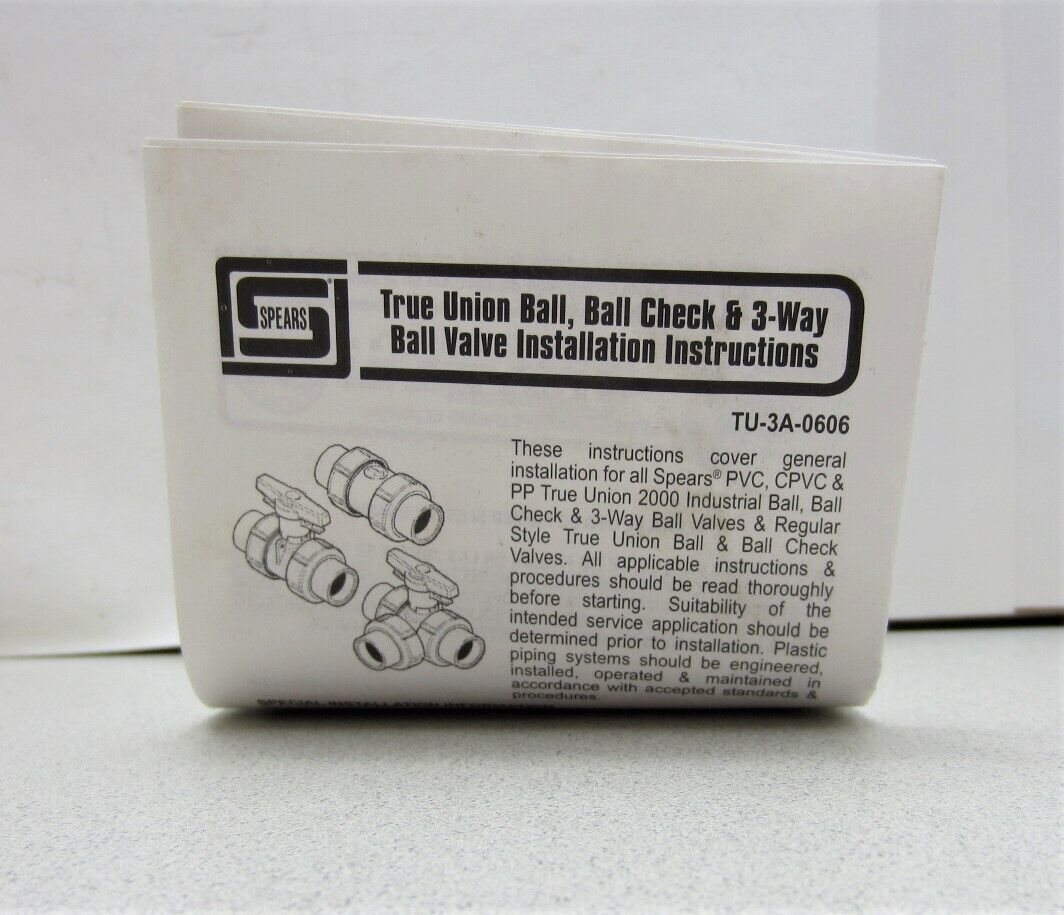 SPEARS®
True Union Ball, Ball Check & 3-Way
Ball Valve Installation Instructions
TU-3A-0606
These instructions cover general
installation for all Spears® PVC, CPVC &
PP True Union 2000 Industrial Ball, Ball
Check & 3-Way Ball Valves & Regular
Style True Union Ball & Ball Check
Valves. All applicable instructions &
procedures should be read thoroughly
before starting. Suitability of the
intended service application should be
determined prior to installation. Plastic
piping systems should be engineered,
installed, operated & maintained in
accordance with accepted standards &
procedures.
SPECIAL INSTALLATION INFORMATION